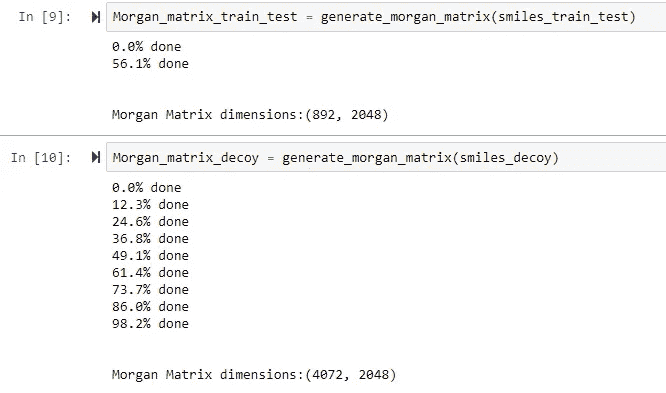 In [9]: Morgan_matrix_train_test = generate_morgan_matrix(smiles_train_test)
0.0% done
56.1% done
Morgan Matrix dimensions:(892, 2048)
In [10]: Morgan_matrix_decoy = generate_morgan_matrix(smiles_decoy)
0.0% done
12.3% done
24.6% done
36.8% done
49.1% done
61.4% done
73.7% done
86.0% done
98.2% done
Morgan Matrix dimensions:(4072, 2048)